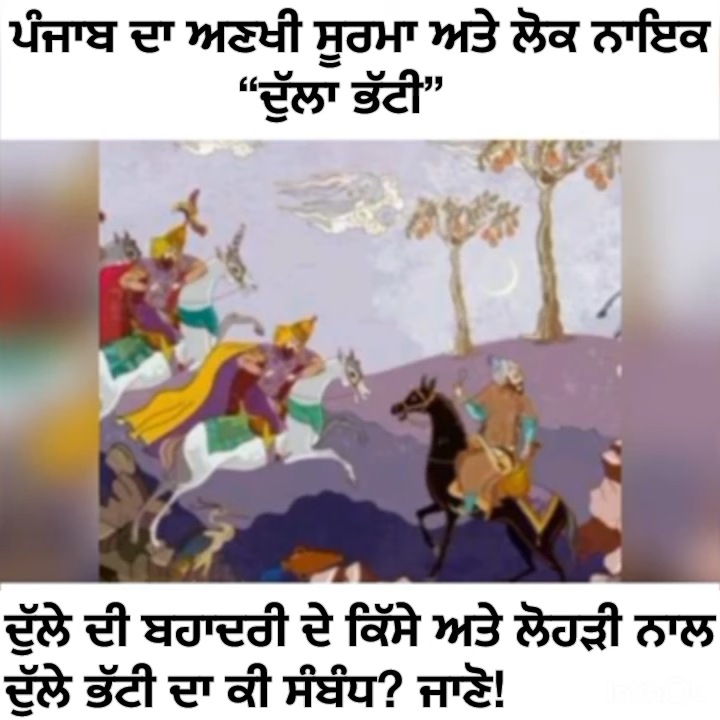 ਪੰਜਾਬ ਦਾ ਅਣਖੀ ਸੂਰਮਾ ਅਤੇ ਲੋਕ ਨਾਇਕ
“ਦੁੱਲਾ ਭੱਟੀ”
ਦੁੱਲੇ ਦੀ ਬਹਾਦਰੀ ਦੇ ਕਿੱਸੇ ਅਤੇ ਲੋਹੜੀ ਨਾਲ
ਦੁੱਲੇ ਭੱਟੀ ਦਾ ਕੀ ਸੰਬੰਧ? ਜਾਣੋ!